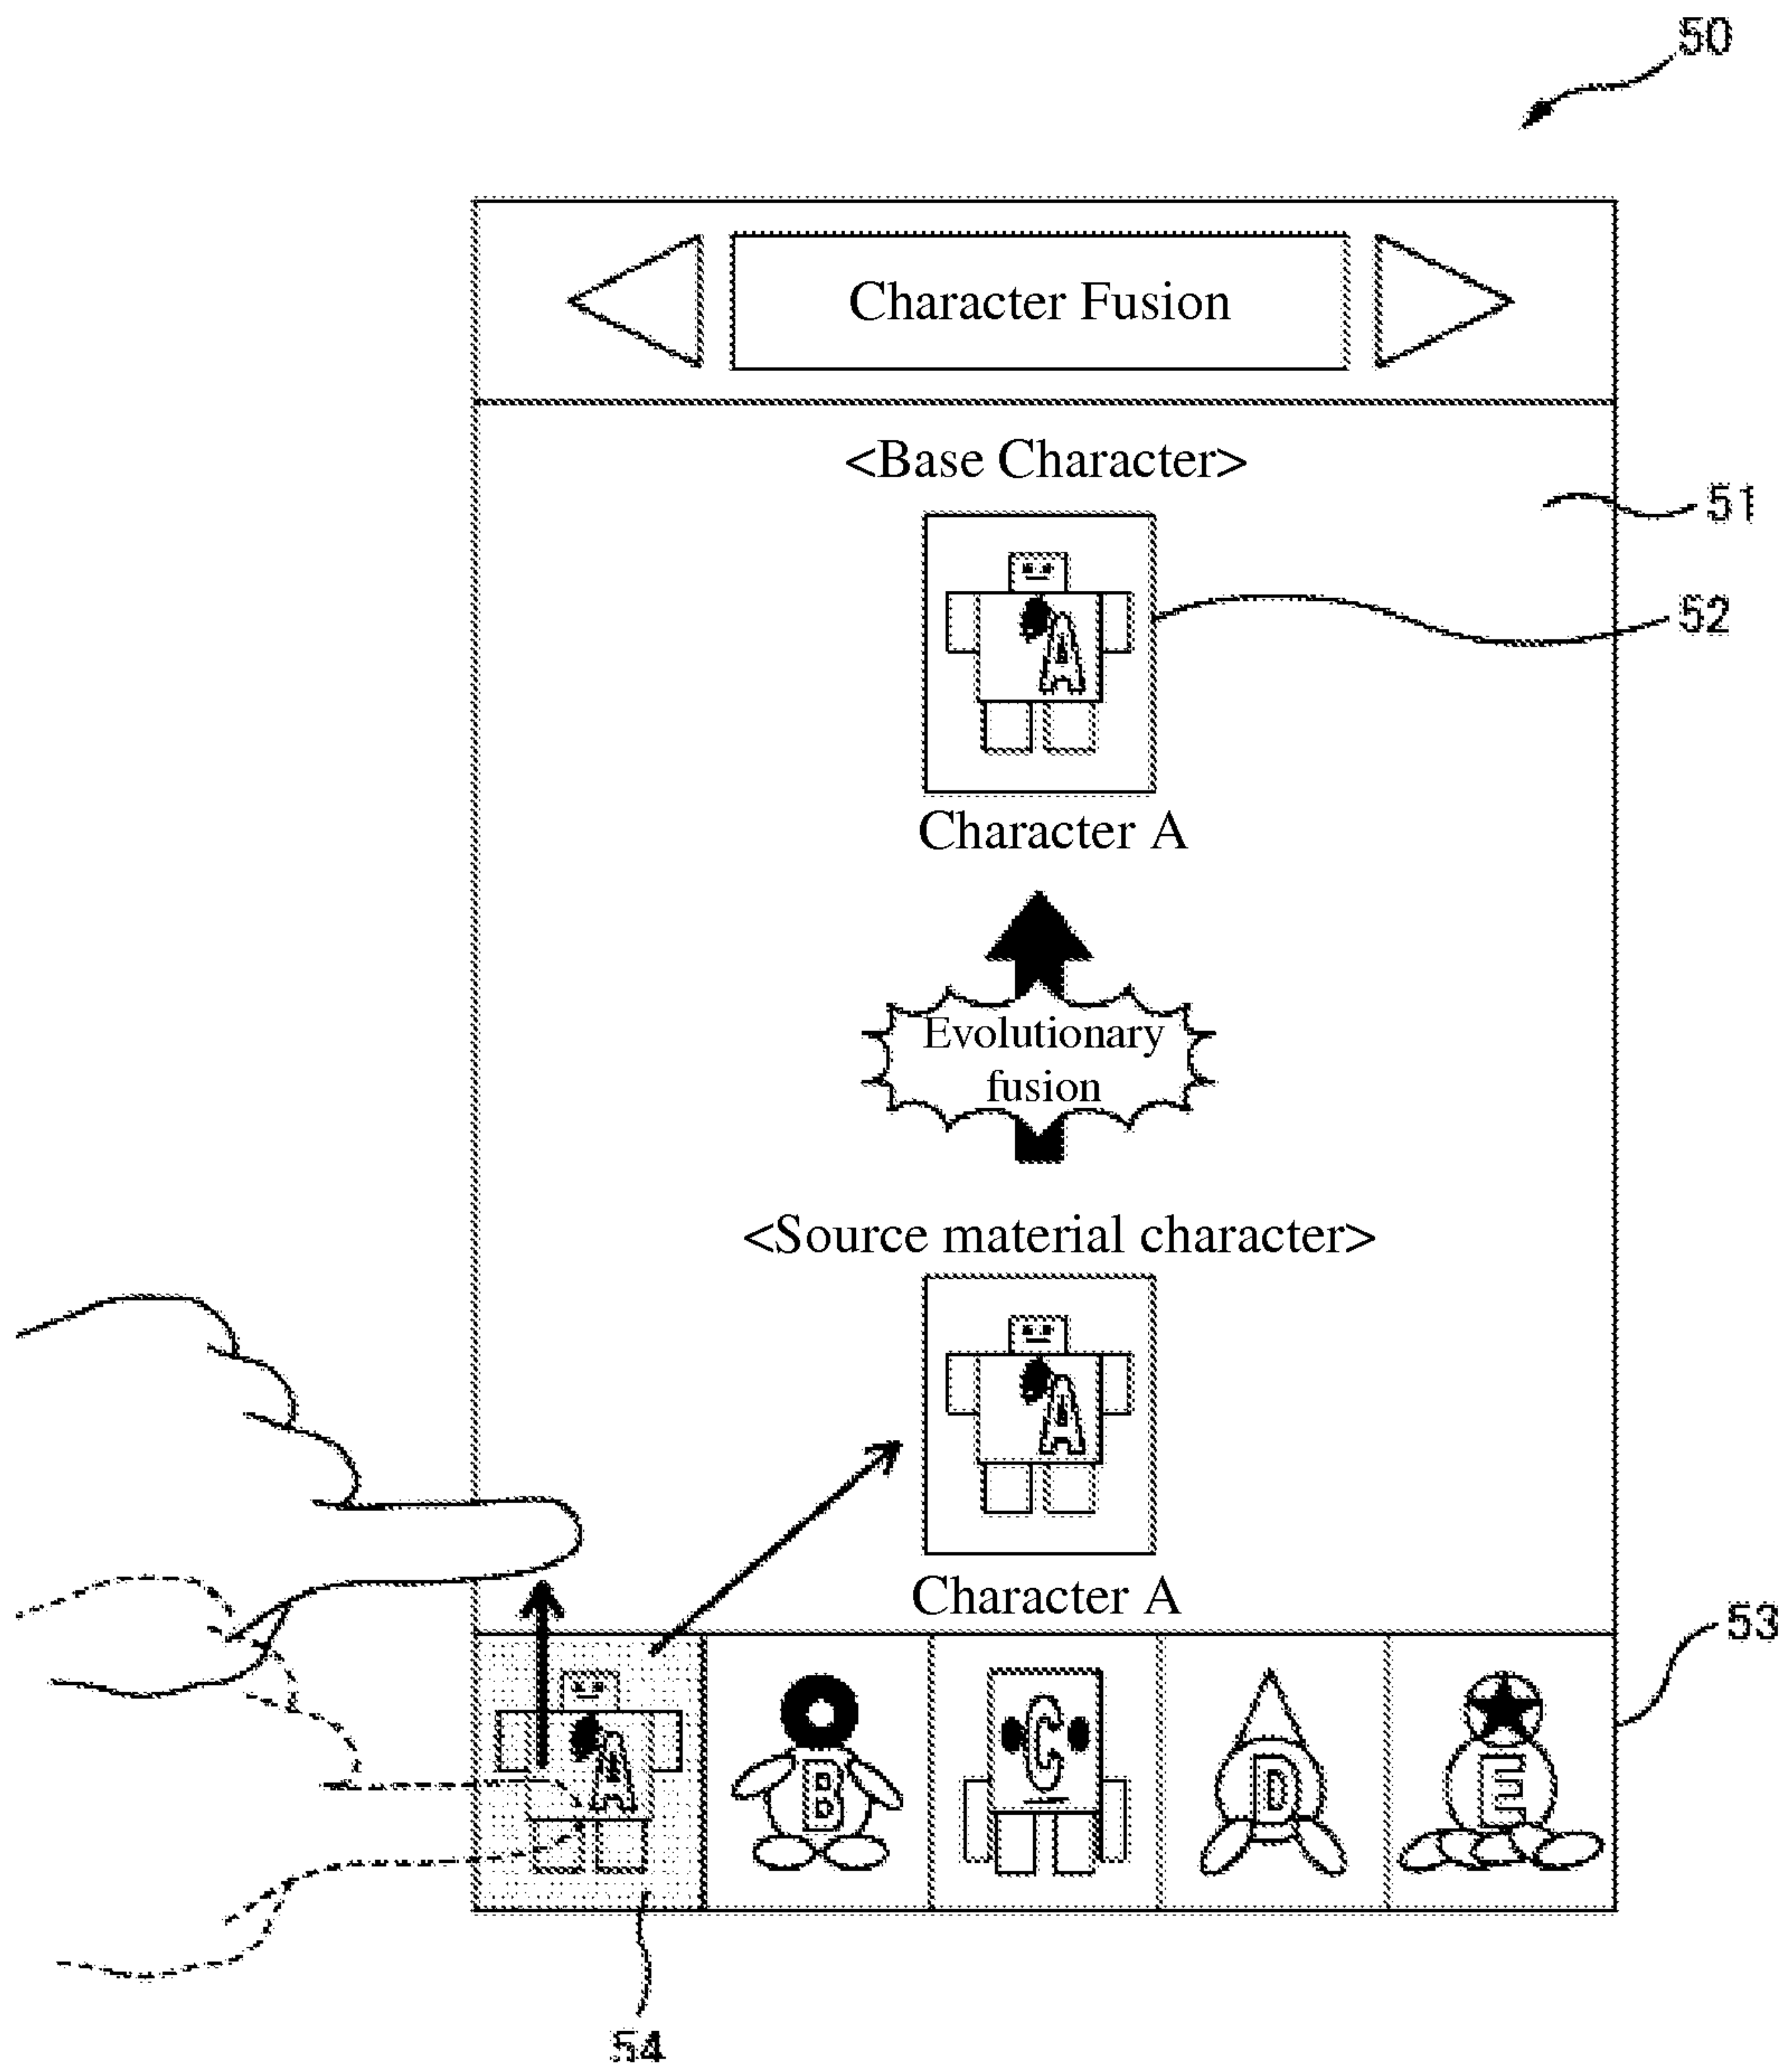 50
Character Fusion
<Base Character>
51
52
A
Character A
Evolutionary
fusion
<Source material character>
A
Character A
53
A
B
C
D
E
54